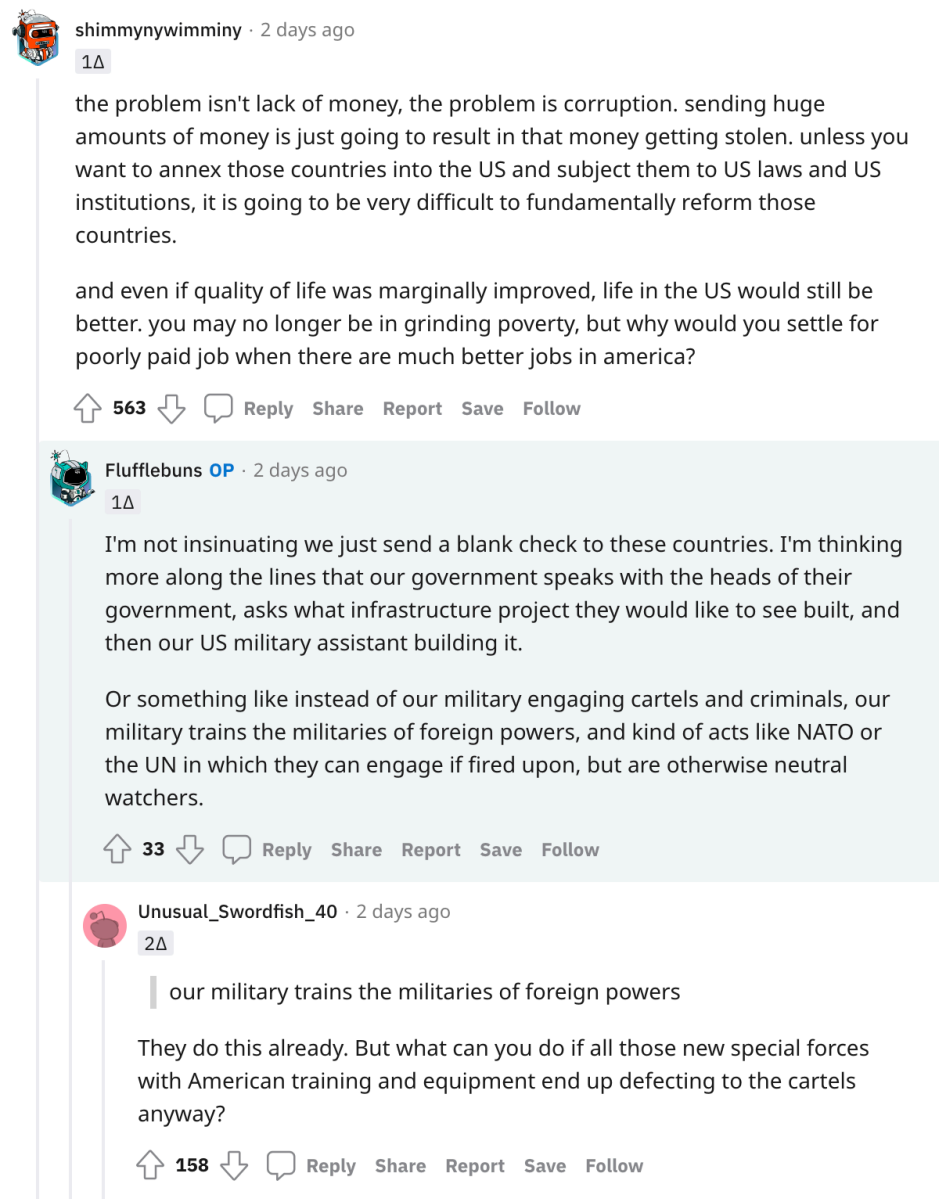 shimmynywimminy · 2 days ago
1∆
the problem isn't lack of money, the problem is corruption. sending huge
amounts of money is just going to result in that money getting stolen. unless you
want to annex those countries into the US and subject them to US laws and US
institutions, it is going to be very difficult to fundamentally reform those
countries.
and even if quality of life was marginally improved, life in the US would still be
better. you may no longer be in grinding poverty, but why would you settle for
poorly paid job when there are much better jobs in america?
563 Reply Share Report Save Follow
Flufflebuns OP · 2 days ago
1∆
I'm not insinuating we just send a blank check to these countries. I'm thinking
more along the lines that our government speaks with the heads of their
government, asks what infrastructure project they would like to see built, and
then our US military assistant building it.
Or something like instead of our military engaging cartels and criminals, our
military trains the militaries of foreign powers, and kind of acts like NATO or
the UN in which they can engage if fired upon, but are otherwise neutral
watchers.
33 Reply Share Report Save Follow
Unusual_Swordfish_40 · 2 days ago
2∆
our military trains the militaries of foreign powers
They do this already. But what can you do if all those new special forces
with American training and equipment end up defecting to the cartels
anyway?
158 Reply Share Report Save Follow